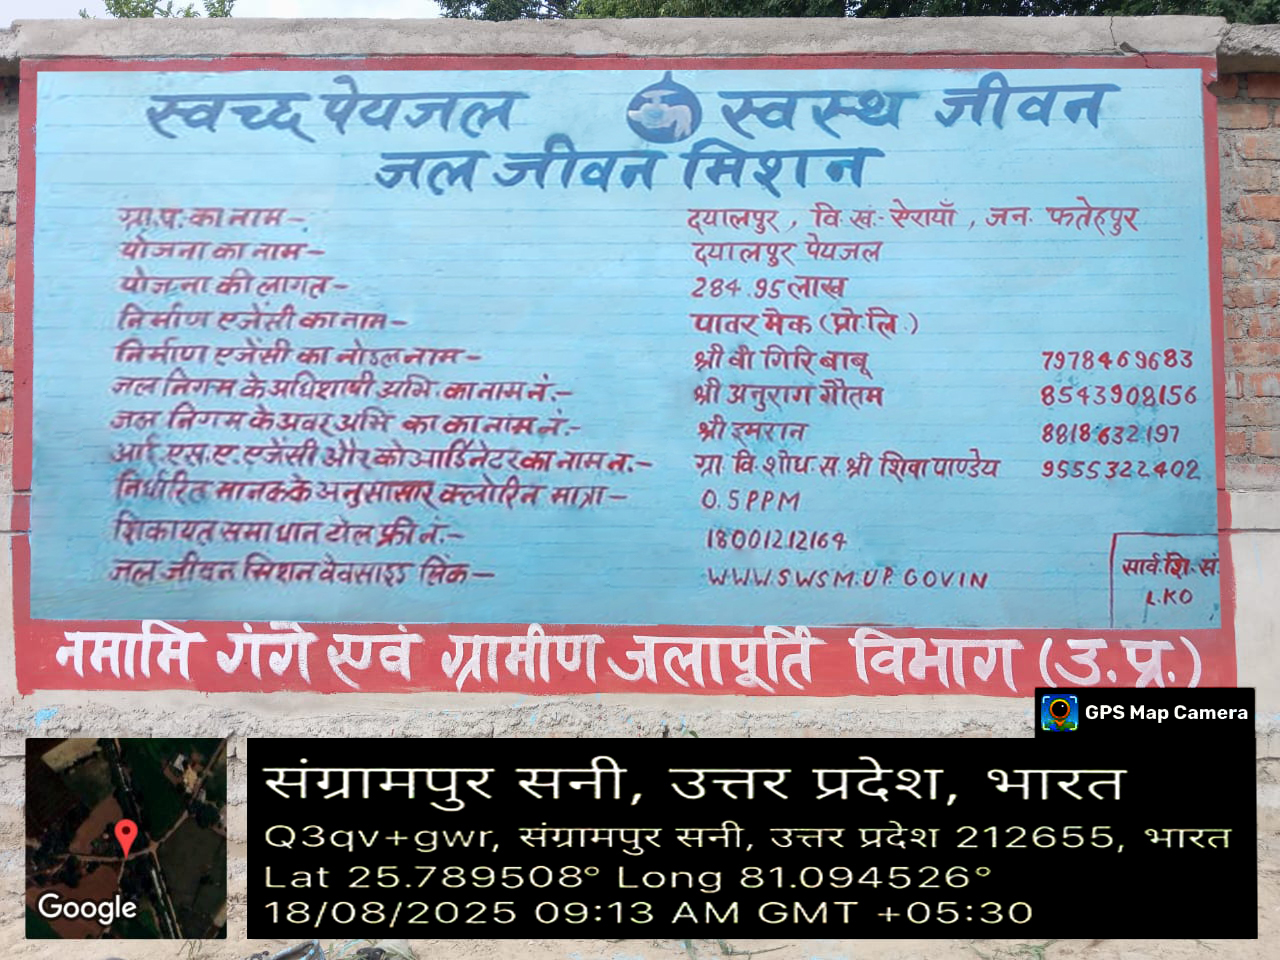 स्वच्छ पेयजल स्वस्थ जीवन
जल जीवन मिशन
ग्रा.प. का नाम - दयालपुर, वि.खं:- सेरायाँ, जन. फतेहपुर
योजना का नाम - दयालपुर पेयजल
योजना की लागत - 284.95 लाख
निर्माण एजेंसी का नाम - पावर मेक (प्रो.लि.)
निर्माण एजेंसी का नोडल नाम - श्री वी गिरि बाबू 7978469683
जल निगम के अधिशाषी अभि. का नाम नं.- श्री अनुराग गौतम 8543908156
जल निगम के अवर अभि का का नाम नं.- श्री इमरान 8818632197
आई.एस.ए. एजेंसी और को आर्डिनेटर का नाम न.- ग्रा. वि शोध स श्री शिवा पाण्डेय 9555322402
निर्धारित मानक के अनुसासार क्लोरिन मात्रा - 0.5 PPM
शिकायत समाधान टोल फ्री नं.- 18001212164
जल जीवन मिशन वैवसाइड लिंक - WWW.SWSM.UP.GOVIN
सार्व.शि.सं.
L.KO
नमामि गंगे एवं ग्रामीण जलापूर्ति विभाग (उ.प्र.)
GPS Map Camera
संग्रामपुर सनी, उत्तर प्रदेश, भारत
Q3qv+gwr, संग्रामपुर सनी, उत्तर प्रदेश 212655, भारत
Lat 25.789508° Long 81.094526°
18/08/2025 09:13 AM GMT +05:30
Google